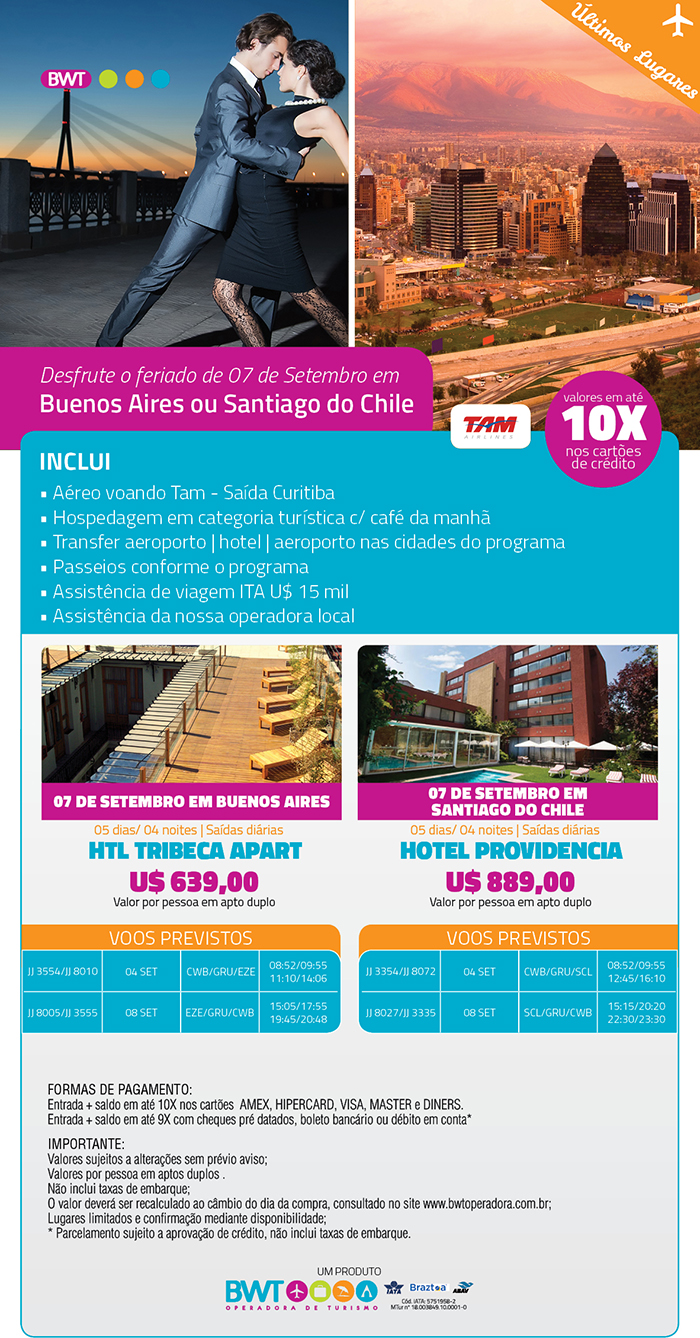 Últimos Lugares
BWT
Desfrute o feriado de 07 de Setembro em
Buenos Aires ou Santiago do Chile
TAM
AIRLINES
valores em até
10X
nos cartões
de crédito
INCLUI
▪ Aéreo voando Tam - Saída Curitiba
▪ Hospedagem em categoria turística c/ café da manhã
▪ Transfer aeroporto | hotel | aeroporto nas cidades do programa
▪ Passeios conforme o programa
▪ Assistência de viagem ITA U$ 15 mil
▪ Assistência da nossa operadora local
07 DE SETEMBRO EM BUENOS AIRES
05 dias/ 04 noites | Saídas diárias
HTL TRIBECA APART
U$ 639,00
Valor por pessoa em apto duplo
07 DE SETEMBRO EM
SANTIAGO DO CHILE
05 dias/ 04 noites | Saídas diárias
HOTEL PROVIDENCIA
U$ 889,00
Valor por pessoa em apto duplo
VOOS PREVISTOS
JJ 3554/JJ 8010 04 SET CWB/GRU/EZE 08:52/09:55
11:10/14:06
JJ 8005/JJ 3555 08 SET EZE/GRU/CWB 15:05/17:55
19:45/20:48
VOOS PREVISTOS
JJ 3354/JJ 8072 04 SET CWB/GRU/SCL 08:52/09:55
12:45/16:10
JJ 8027/JJ 3335 08 SET SCL/GRU/CWB 15:15/20:20
22:30/23:30
FORMAS DE PAGAMENTO:
Entrada + saldo em até 10X nos cartões AMEX, HIPERCARD, VISA, MASTER e DINERS.
Entrada + saldo em até 9X com cheques pré datados, boleto bancário ou débito em conta*
IMPORTANTE:
Valores sujeitos a alterações sem prévio aviso;
Valores por pessoa em aptos duplos .
Não inclui taxas de embarque;
O valor deverá ser recalculado ao câmbio do dia da compra, consultado no site www.bwtoperadora.com.br;
Lugares limitados e confirmação mediante disponibilidade;
* Parcelamento sujeito a aprovação de crédito, não inclui taxas de embarque.
UM PRODUTO
BWT
OPERADORA DE TURISMO
IATA Braztoa ABAV
Cód. IATA: 5751958-2
MTur n° 18.003849.10.0001-0